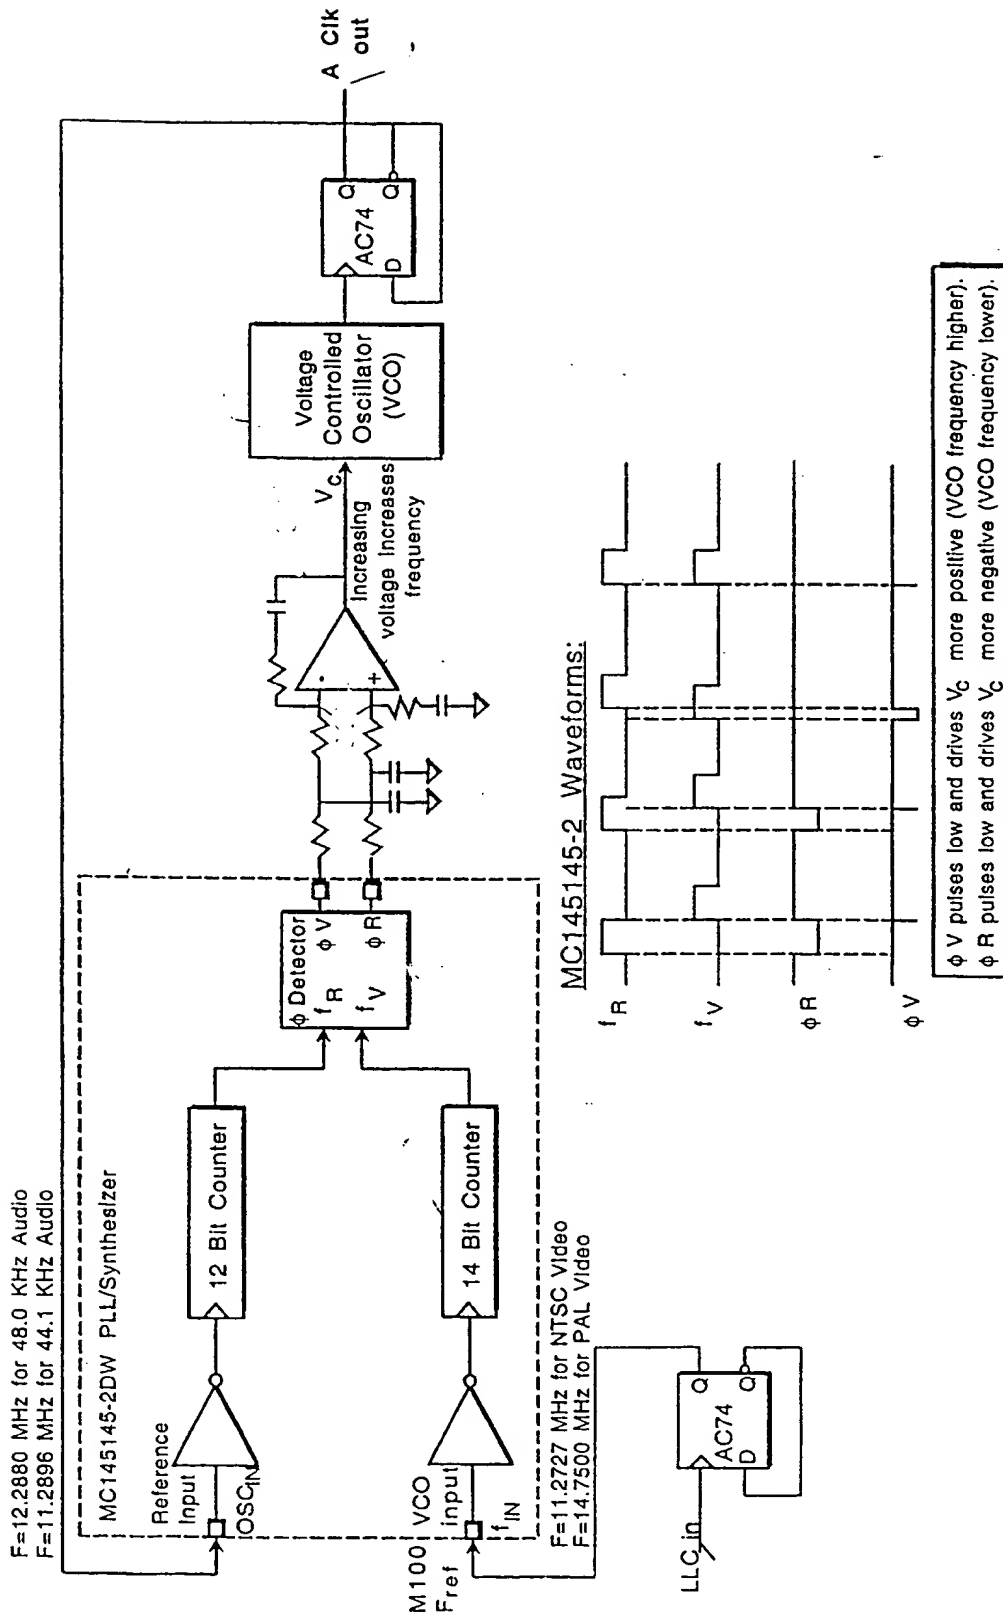 F=12.2880 MHz for 48.0 KHz Audio
F=11.2896 MHz for 44.1 KHz Audio
MC145145-2DW PLL/Synthesizer
Reference
Input
OSCIN
12 Bit Counter
M100
Fref
VCO
input
fIN
14 Bit Counter
F=11.2727 MHz for NTSC Video
F=14.7500 MHz for PAL Video
LLC in
AC74
D
Q
Q
ϕ Detector
fR
fV
ϕ V
ϕ R
-
+
VC
Increasing
voltage Increases
frequency
Voltage
Controlled
Oscillator
(VCO)
AC74
D
Q
Q
A Clk
out
MC145145-2 Waveforms:
fR
fV
ϕ R
ϕ V
ϕ V pulses low and drives VC more positive (VCO frequency higher).
ϕ R pulses low and drives VC more negative (VCO frequency lower).